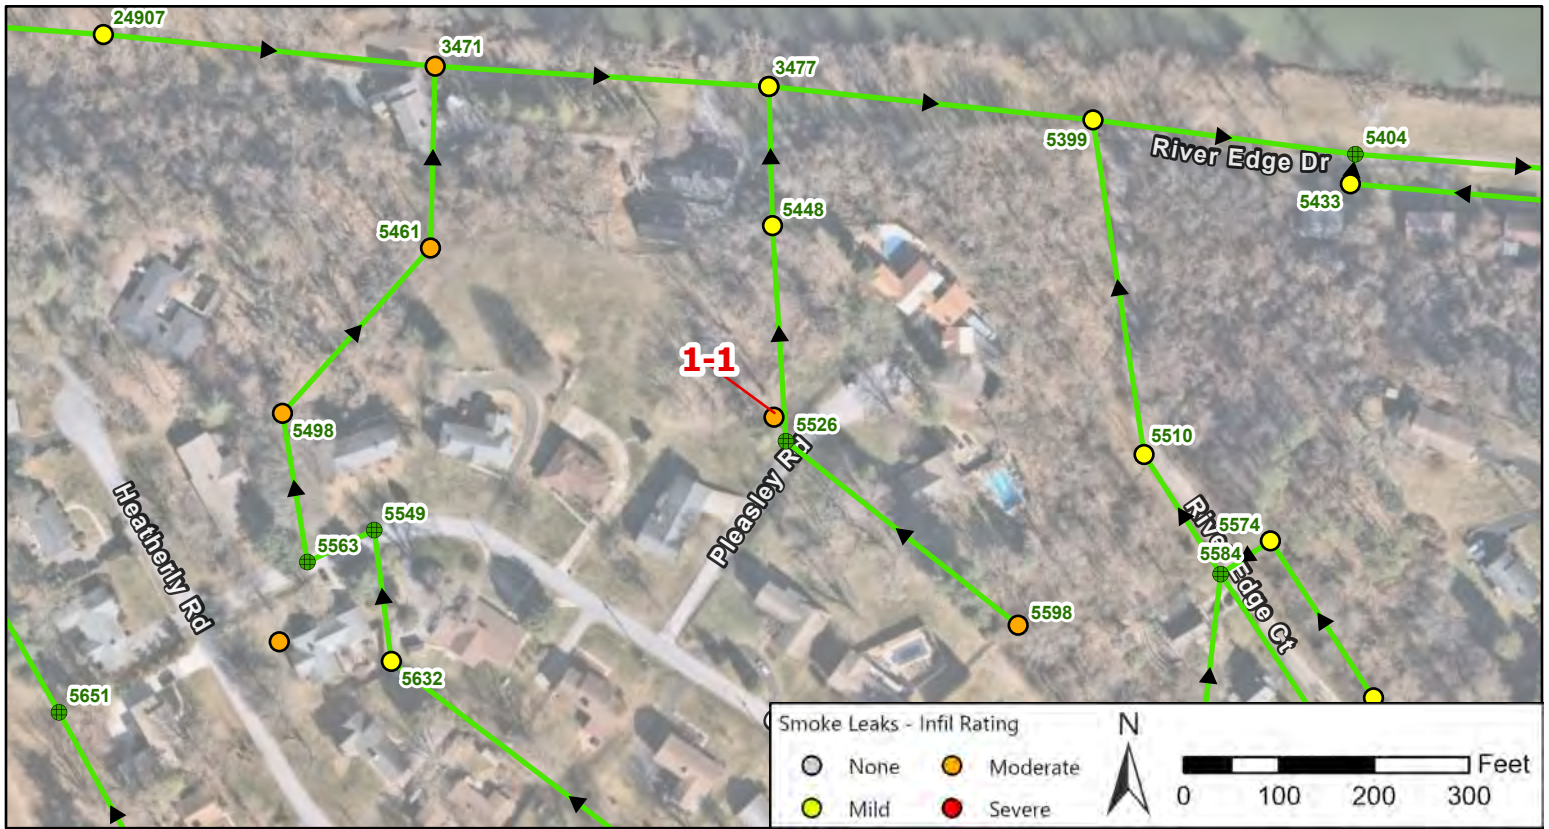 24907
3471
3477
5399
5404
River Edge Dr
5433
5461
5448
1-1
5498
5526
5510
Pleasley Rd
Heatherly Rd
5549
5563
River Edge Ct
5574
5584
5598
5632
5651
Smoke Leaks - Infil Rating
None
Moderate
Mild
Severe
N
Feet
0 100 200 300